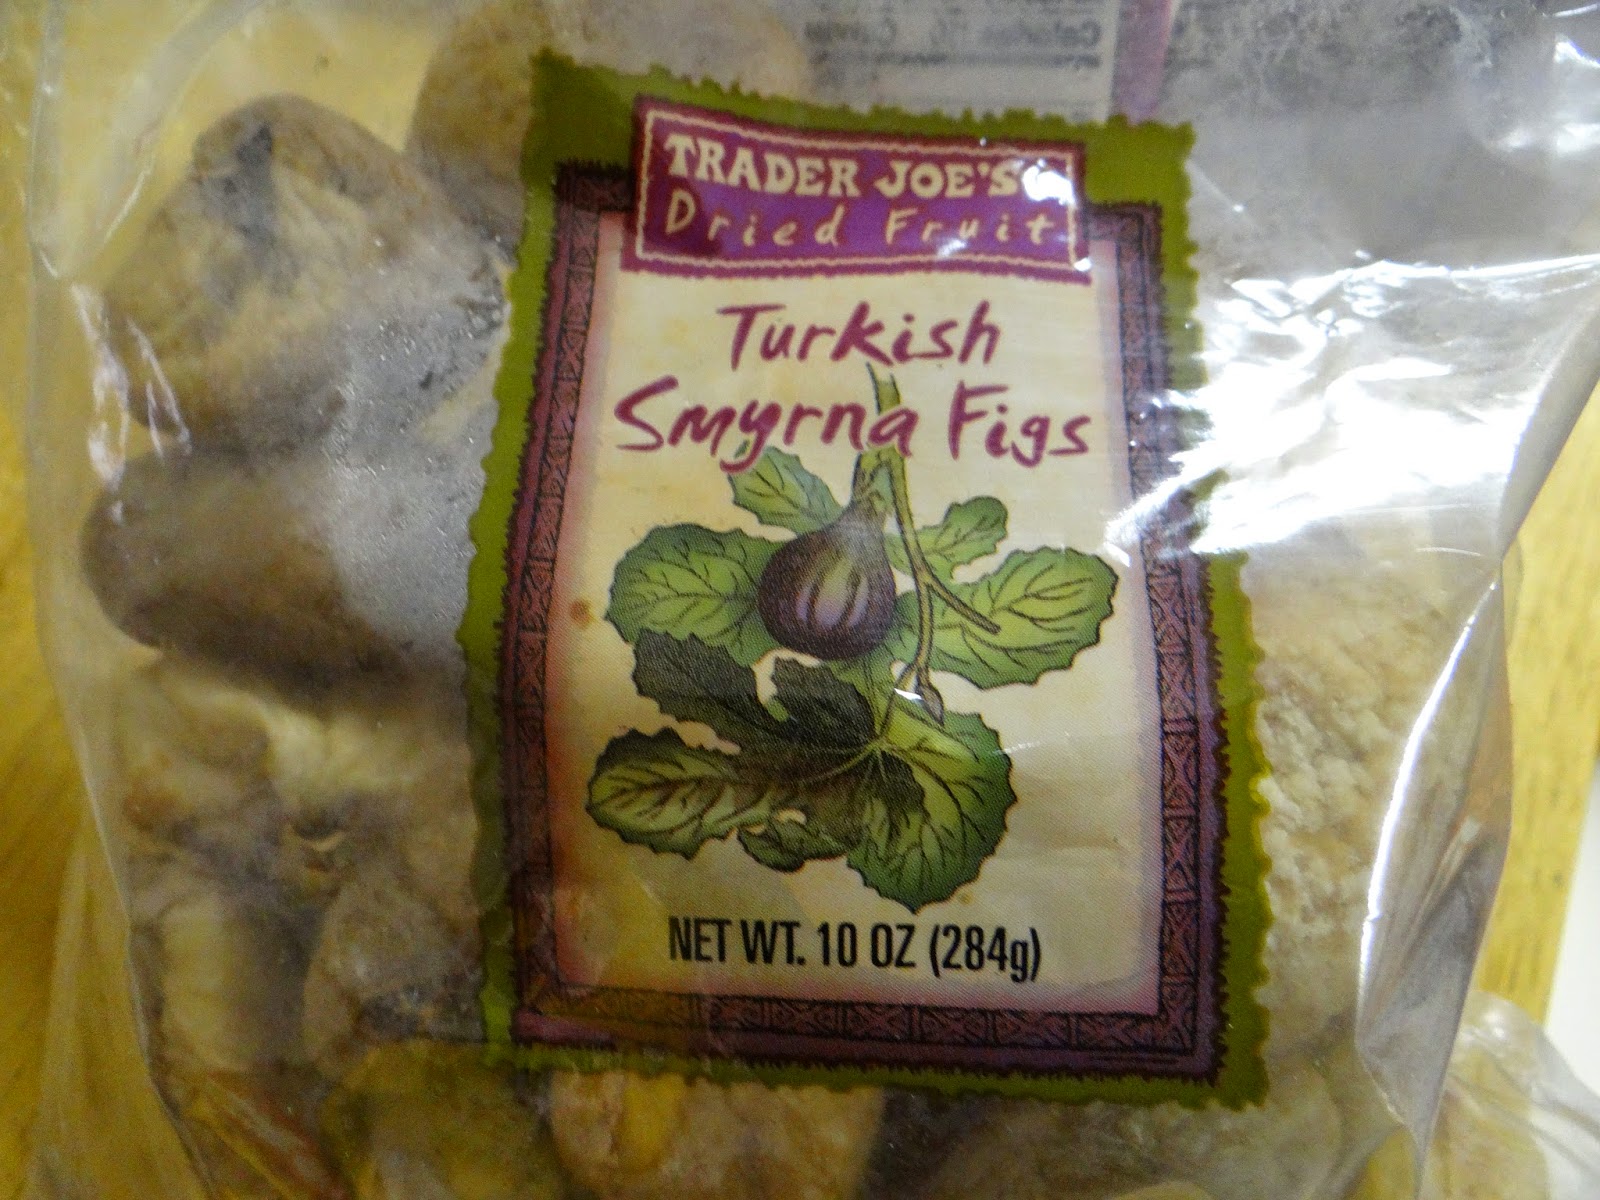 TRADER JOE'S
Dried Fruit
Turkish
Smyrna Figs
NET WT. 10 OZ (284g)